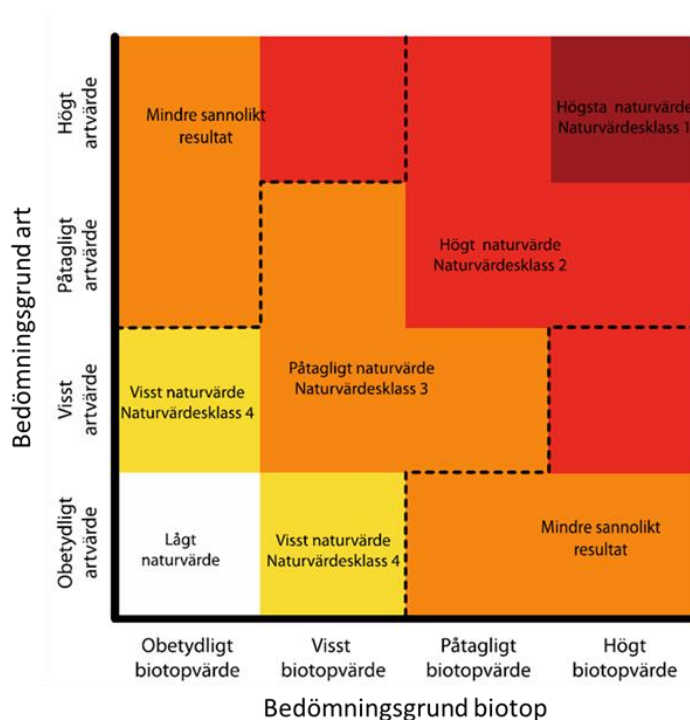 Bedömningsgrund art
Högt
artvärde
Påtagligt
artvärde
Visst
artvärde
Obetydligt
artvärde
Mindre sannolikt
resultat
Högsta naturvärde
Naturvärdesklass 1
Högt naturvärde
Naturvärdesklass 2
Påtagligt naturvärde
Naturvärdesklass 3
Visst naturvärde
Naturvärdesklass 4
Lågt
naturvärde
Visst naturvärde
Naturvärdesklass 4
Mindre sannolikt
resultat
Obetydligt
biotopvärde
Visst
biotopvärde
Påtagligt
biotopvärde
Högt
biotopvärde
Bedömningsgrund biotop